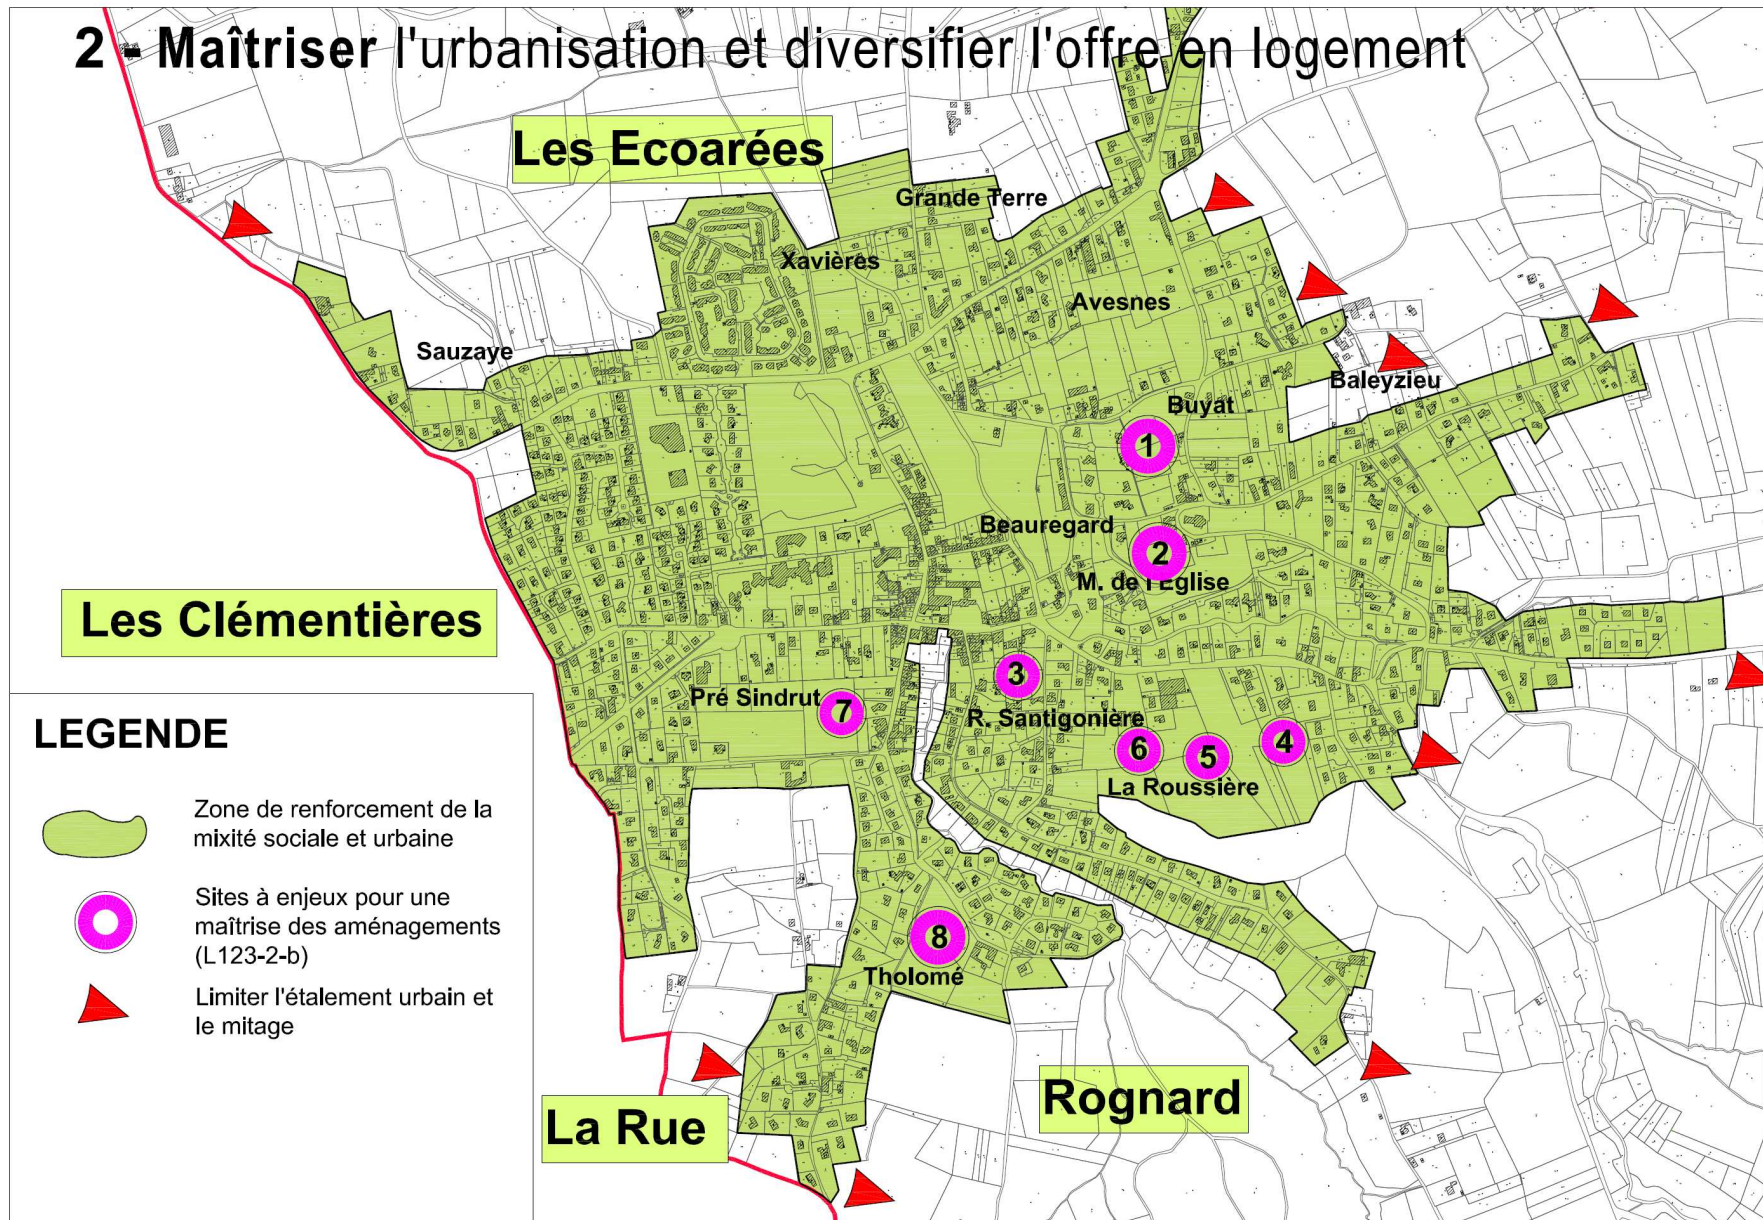 2 - Maîtriser l'urbanisation et diversifier l'offre en logement
Les Ecoarées
Grande Terre
Xavières
Avesnes
Sauzaye
Baleyzieu
Buyat
1
Beauregard
2
M. de l'Eglise
Les Clémentières
3
Pré Sindrut
7
R. Santigonière
6
5
4
La Roussière
8
Tholomé
Rognard
La Rue
LEGENDE
Zone de renforcement de la
mixité sociale et urbaine
Sites à enjeux pour une
maîtrise des aménagements
(L123-2-b)
Limiter l'étalement urbain et
le mitage